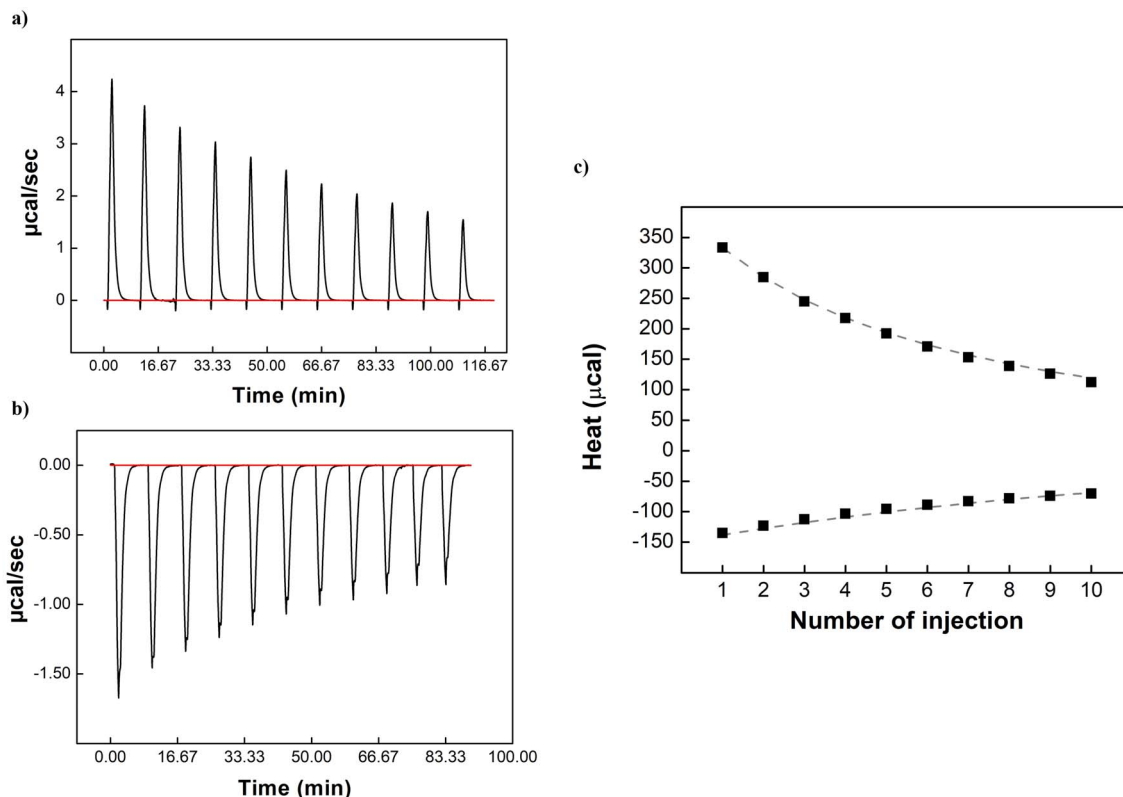 a)
4
3
2
1
0
µcal/sec
0.00 16.67 33.33 50.00 66.67 83.33 100.00 116.67
Time (min)
b)
0.00
-0.50
-1.00
-1.50
µcal/sec
0.00 16.67 33.33 50.00 66.67 83.33 100.00
Time (min)
c)
350
300
250
200
150
100
50
0
-50
-100
-150
Heat (µcal)
1 2 3 4 5 6 7 8 9 10
Number of injection